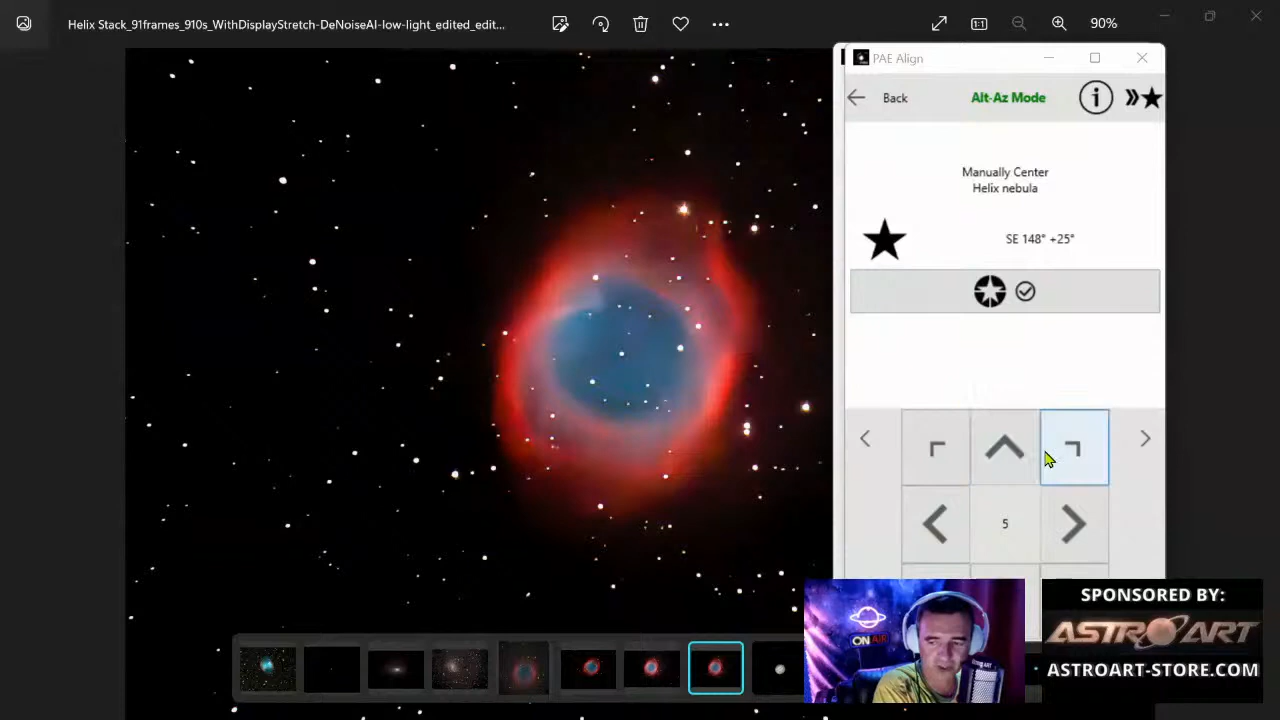 Helix Stack_91frames_910s_WithDisplayStretch-DeNoiseAI-low-light_edited_edit...
90%
PAE Align
Back
Alt-Az Mode
Manually Center
Helix nebula
SE 148° +25°
5
ON AIR
SPONSORED BY:
ASTROART
ASTROART-STORE.COM